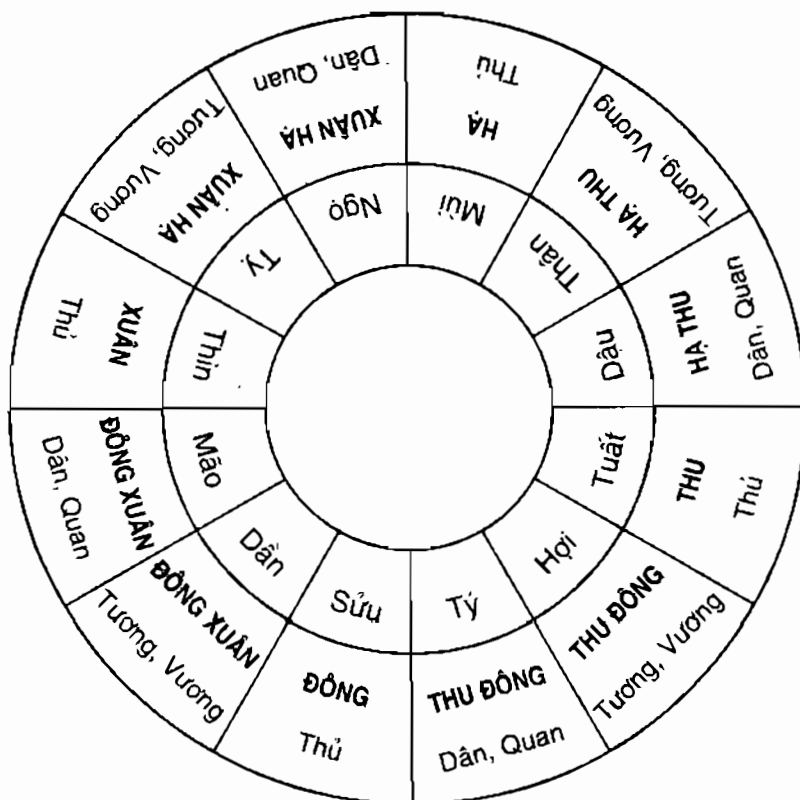 Dân, Quan
XUÂN HẠ
Ngọ
Thủ
HẠ
Mùi
Tương, Vương
HẠ THU
Thân
Dân, Quan
HẠ THU
Dậu
Thủ
THU
Tuất
Hợi
THU ĐÔNG
Tương, Vương
Tý
THU ĐÔNG
Dân, Quan
Sửu
ĐÔNG
Thủ
Dần
ĐÔNG XUÂN
Tương, Vương
Mão
ĐÔNG XUÂN
Dân, Quan
Thìn
XUÂN
Thủ
Tỵ
XUÂN HẠ
Tương, Vương